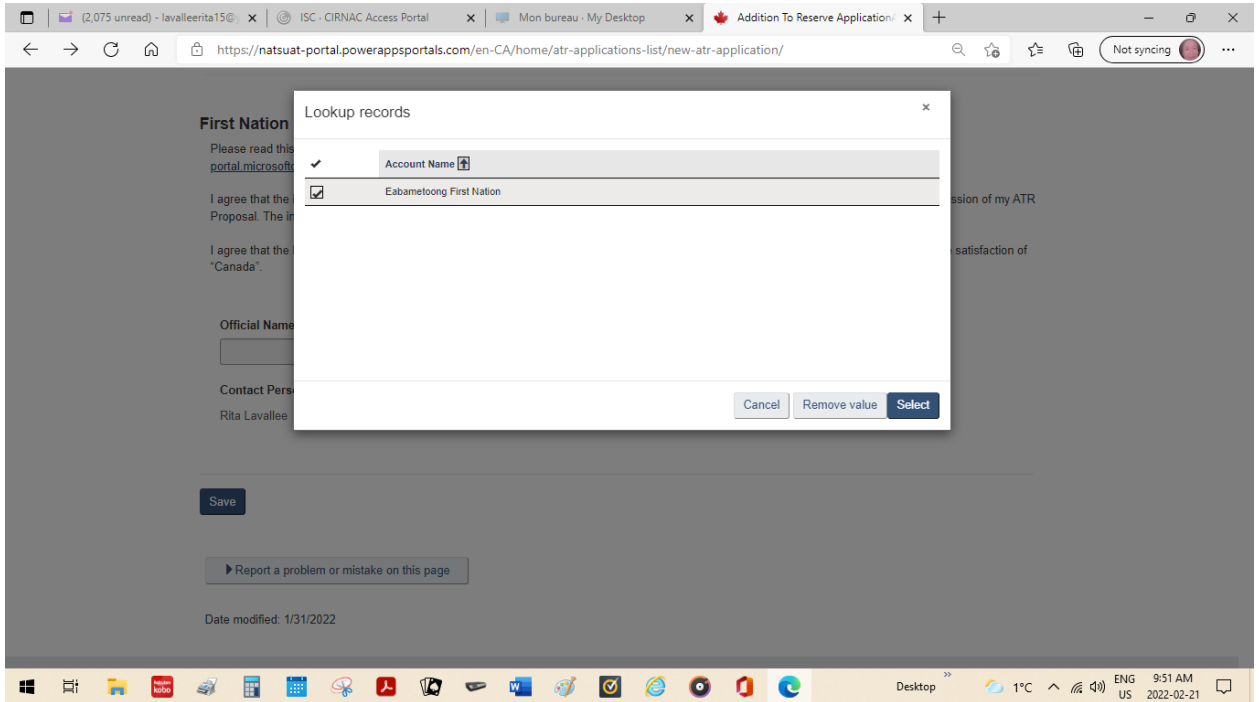 (2,075 unread) - lavalleerita15@
ISC - CIRNAC Access Portal
Mon bureau - My Desktop
Addition To Reserve Application
https://natsuat-portal.powerappsportals.com/en-CA/home/atr-applications-list/new-atr-application/
Not syncing
Lookup records
Account Name
Eabametoong First Nation
Cancel
Remove value
Select
First Nation
Please read this
portal.microsofto
I agree that the
ssion of my ATR
Proposal. The in
I agree that the
satisfaction of
"Canada".
Official Name
Contact Pers
Rita Lavallee
Save
Report a problem or mistake on this page
Date modified: 1/31/2022
Rakuten
kobo
Desktop
1°C
ENG
US
9:51 AM
2022-02-21